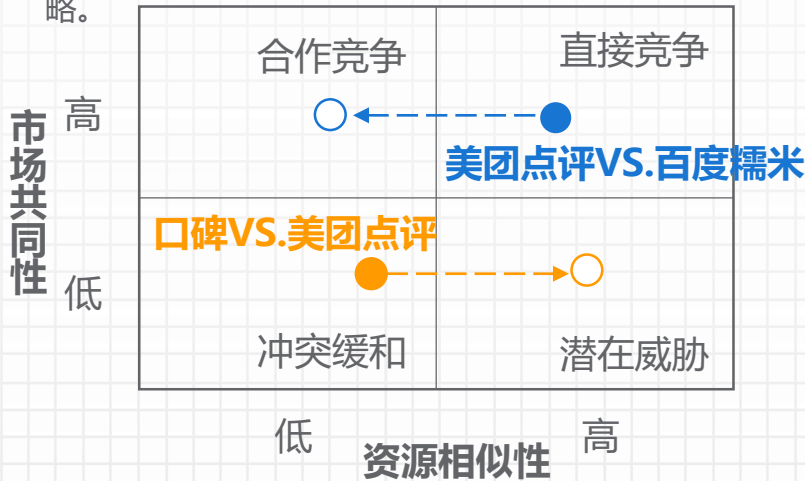 略。
合作竞争
直接竞争
高
市场共同性
美团点评VS.百度糯米
口碑VS.美团点评
低
冲突缓和
潜在威胁
低
高
资源相似性